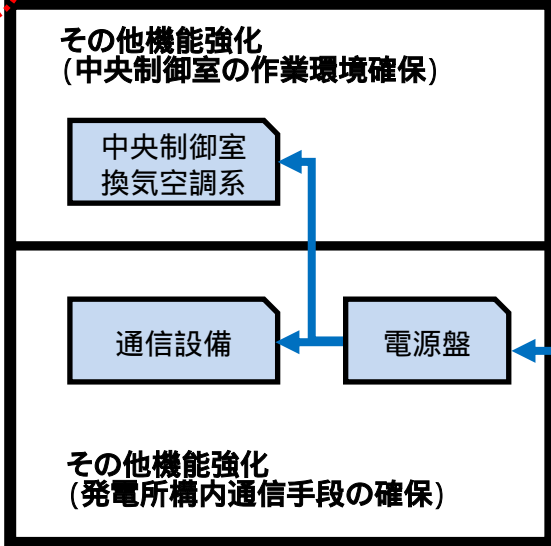 その他機能強化
(中央制御室の作業環境確保)
中央制御室
換気空調系
通信設備
電源盤
その他機能強化
(発電所構内通信手段の確保)